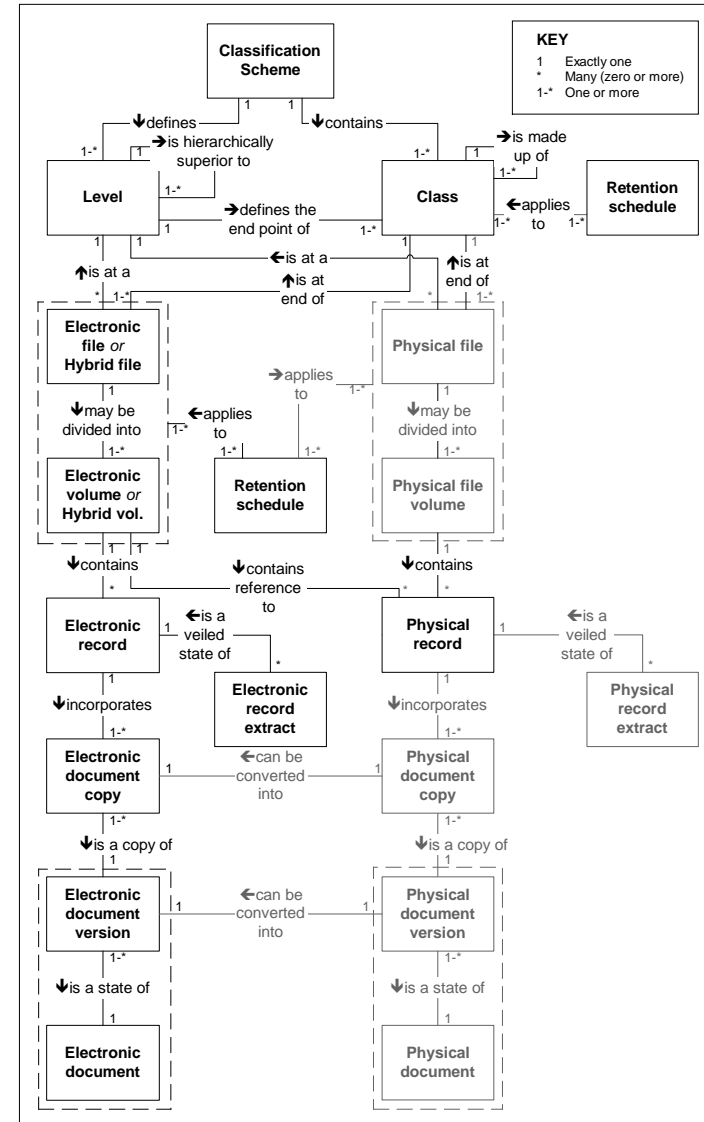 Classification
Scheme
KEY
1 Exactly one
* Many (zero or more)
1-* One or more
1 1
🡫defines
🡫contains
1-* 1 ➔is hierarchically
superior to
1-*
1-* 1 ➔is made
up of
1-*
Level
1 ➔defines the
end point of
1-*
Class
1-* 🡨applies
to
1-*
Retention
schedule
1 1
🡨is at a
1 1
🡩is at a
🡩is at
end of
🡩is at
end of
* 1-*
* 1-*
Electronic
file or
Hybrid file
Physical file
1
🡫may be
divided into
1-*
🡨applies
to
1-*
1-*
➔applies
to
1-*
1-*
1
🡫may be
divided into
1-*
Electronic
volume or
Hybrid vol.
Retention
schedule
Physical file
volume
1 1
🡫contains
*
🡫contains
reference
to
*
1
🡫contains
*
Electronic
record
1 🡨is a
veiled
state of
*
Physical
record
1 🡨is a
veiled
state of
*
Electronic
record
extract
Physical
record
extract
1
🡫incorporates
1-*
1
🡫incorporates
1-*
Electronic
document
copy
1 🡨can be
converted
into
1
Physical
document
copy
1-*
🡫is a copy of
1
1-*
🡫is a copy of
1
Electronic
document
version
1 🡨can be
converted
into
1
Physical
document
version
1-*
🡫is a state of
1
1-*
🡫is a state of
1
Electronic
document
Physical
document